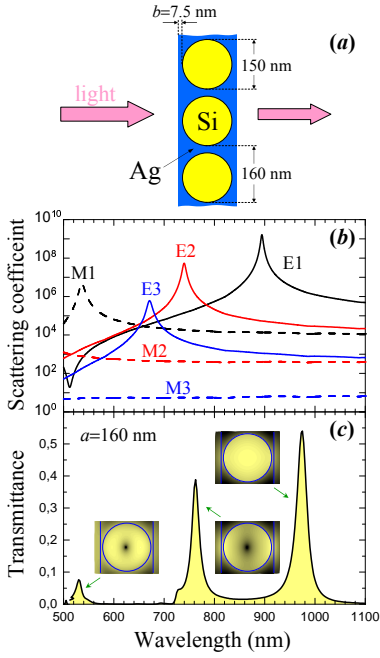 b=7.5 nm
(a)
light
150 nm
Si
Ag
160 nm
Scattering coefficeint
10^10
10^8
10^6
10^4
10^2
10^0
(b)
M1
E3
E2
E1
M2
M3
Transmittance
0,5
0,4
0,3
0,2
0,1
0,0
a=160 nm
(c)
500 600 700 800 900 1000 1100
Wavelength (nm)